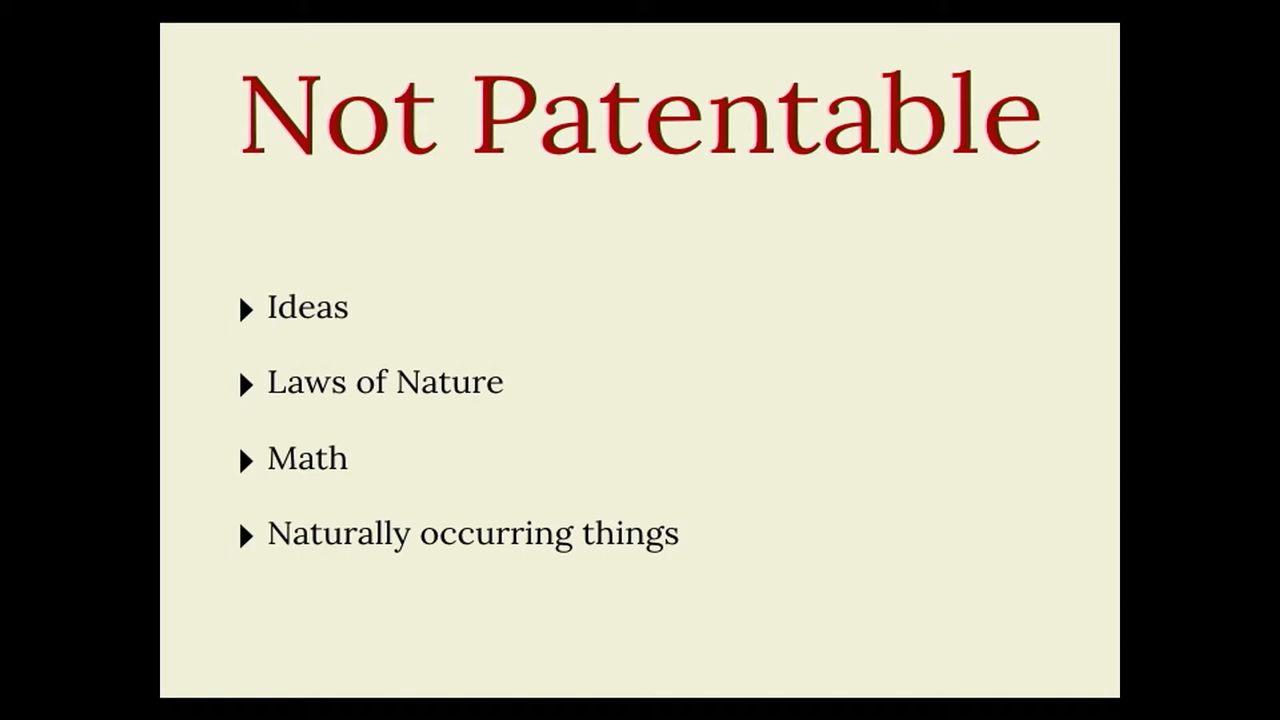 Not Patentable
Ideas
Laws of Nature
Math
Naturally occurring things